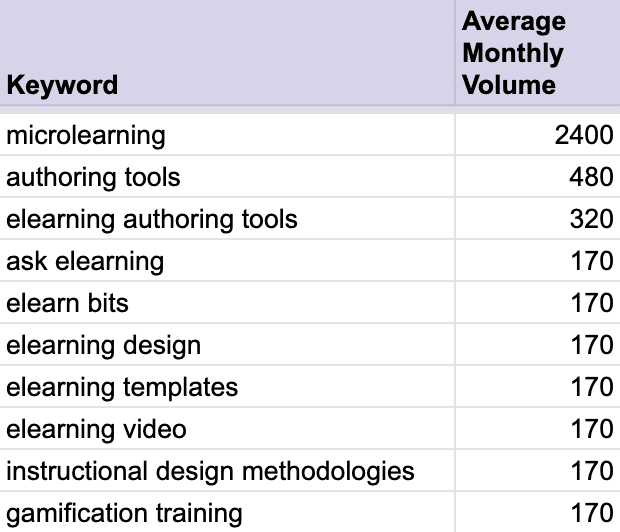 Keyword Average Monthly Volume
microlearning 2400
authoring tools 480
elearning authoring tools 320
ask elearning 170
elearn bits 170
elearning design 170
elearning templates 170
elearning video 170
instructional design methodologies 170
gamification training 170